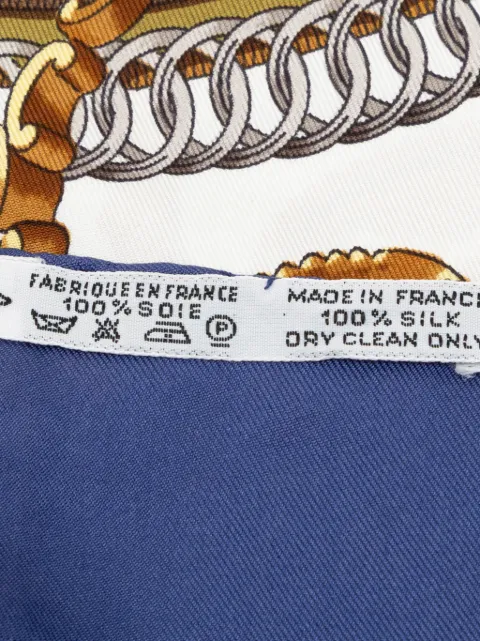 FABRIQUE EN FRANCE
100% SOIE
P
MADE IN FRANCE
100% SILK
DRY CLEAN ONLY